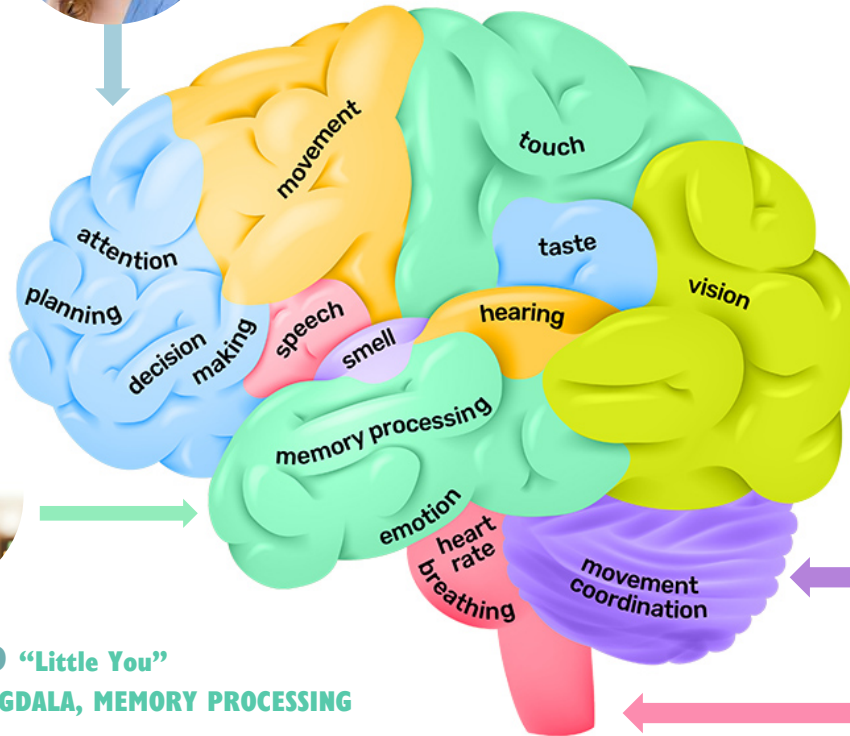 movement
touch
attention
taste
planning
vision
decision making
speech
hearing
smell
memory processing
emotion
heart
rate
breathing
movement
coordination
“Little You”
GDALA, MEMORY PROCESSING